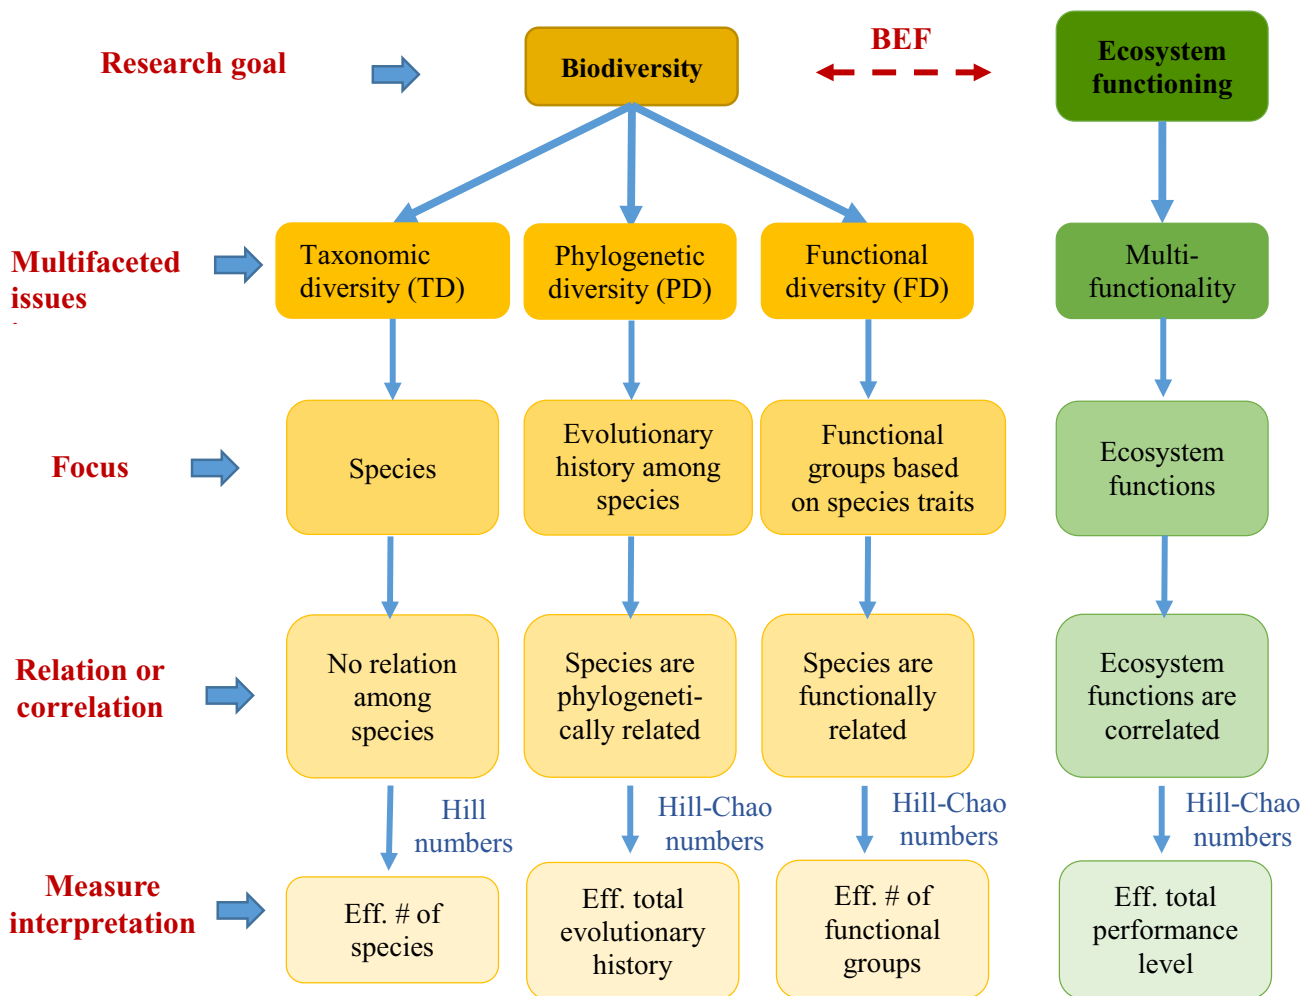 Research goal
Biodiversity
BEF
Ecosystem
functioning
Multifaceted
issues
Taxonomic
diversity (TD)
Phylogenetic
diversity (PD)
Functional
diversity (FD)
Multi-
functionality
Focus
Species
Evolutionary
history among
species
Functional
groups based
on species traits
Ecosystem
functions
Relation or
correlation
No relation
among
species
Species are
phylogeneti-
cally related
Species are
functionally
related
Ecosystem
functions are
correlated
Hill
numbers
Hill-Chao
numbers
Hill-Chao
numbers
Hill-Chao
numbers
Measure
interpretation
Eff. # of
species
Eff. total
evolutionary
history
Eff. # of
functional
groups
Eff. total
performance
level